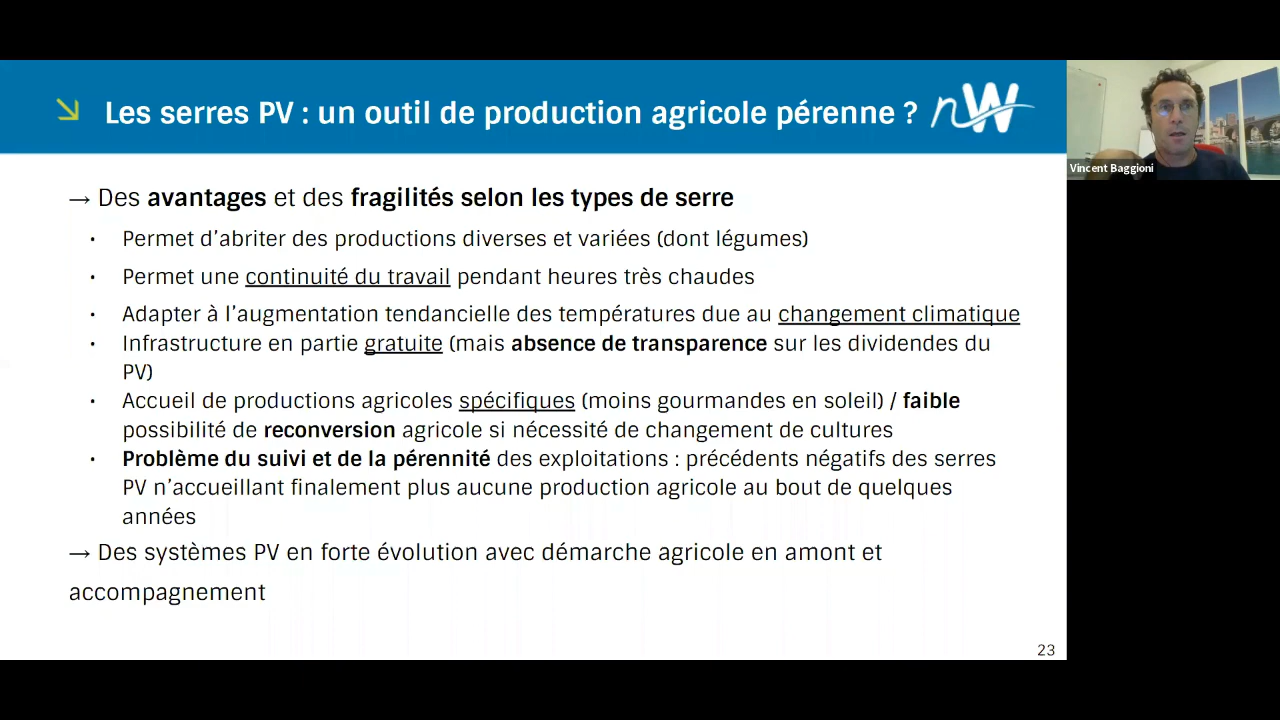 Les serres PV : un outil de production agricole pérenne ?
nW
Vincent Baggioni
→ Des avantages et des fragilités selon les types de serre
• Permet d’abriter des productions diverses et variées (dont légumes)
• Permet une continuité du travail pendant heures très chaudes
• Adapter à l’augmentation tendancielle des températures due au changement climatique
• Infrastructure en partie gratuite (mais absence de transparence sur les dividendes du
PV)
• Accueil de productions agricoles spécifiques (moins gourmandes en soleil) / faible
possibilité de reconversion agricole si nécessité de changement de cultures
• Problème du suivi et de la pérennité des exploitations : précédents négatifs des serres
PV n’accueillant finalement plus aucune production agricole au bout de quelques
années
→ Des systèmes PV en forte évolution avec démarche agricole en amont et
accompagnement
23